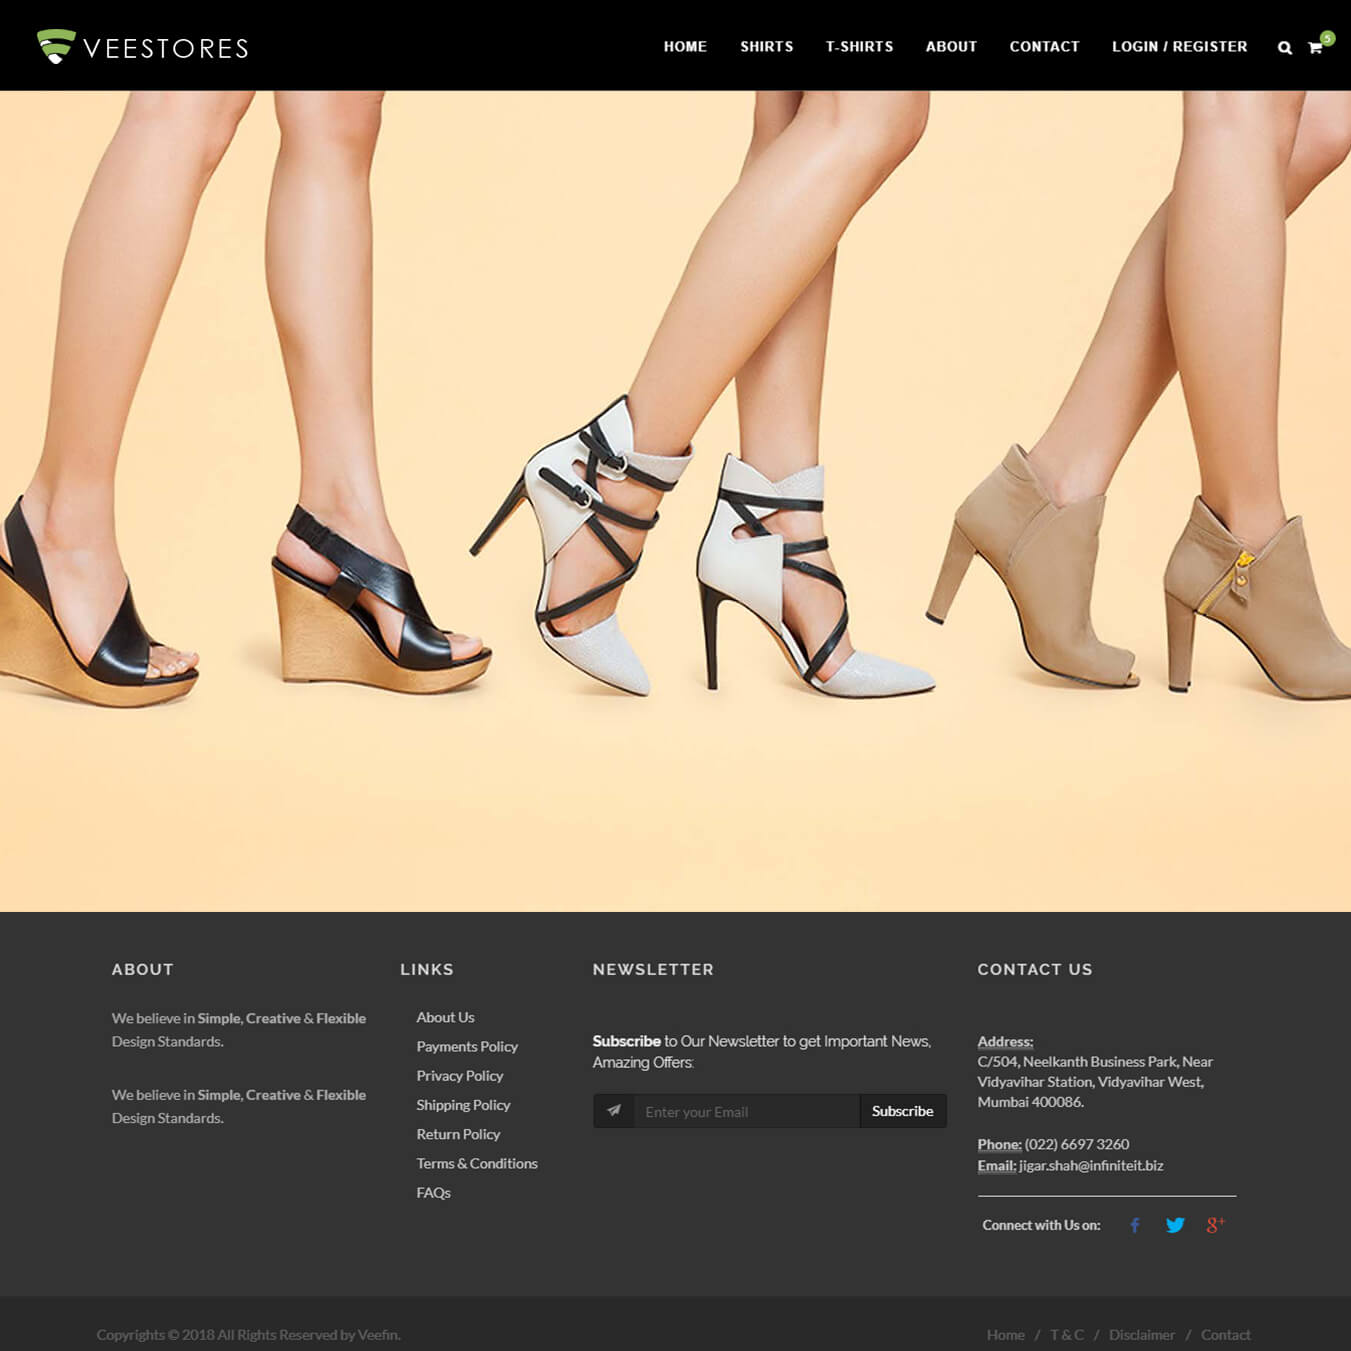 VEESTORES
HOME SHIRTS T-SHIRTS ABOUT CONTACT LOGIN / REGISTER 5
ABOUT
We believe in Simple, Creative & Flexible
Design Standards.
We believe in Simple, Creative & Flexible
Design Standards.
LINKS
About Us
Payments Policy
Privacy Policy
Shipping Policy
Return Policy
Terms & Conditions
FAQs
NEWSLETTER
Subscribe to Our Newsletter to get Important News,
Amazing Offers:
Enter your Email Subscribe
CONTACT US
Address:
C/504, Neelkanth Business Park, Near
Vidyavihar Station, Vidyavihar West,
Mumbai 400086.
Phone: (022) 6697 3260
Email: jigar.shah@infiniteit.biz
Connect with Us on: f 8+
Copyrights © 2018 All Rights Reserved by Veefin.
Home / T & C / Disclaimer / Contact